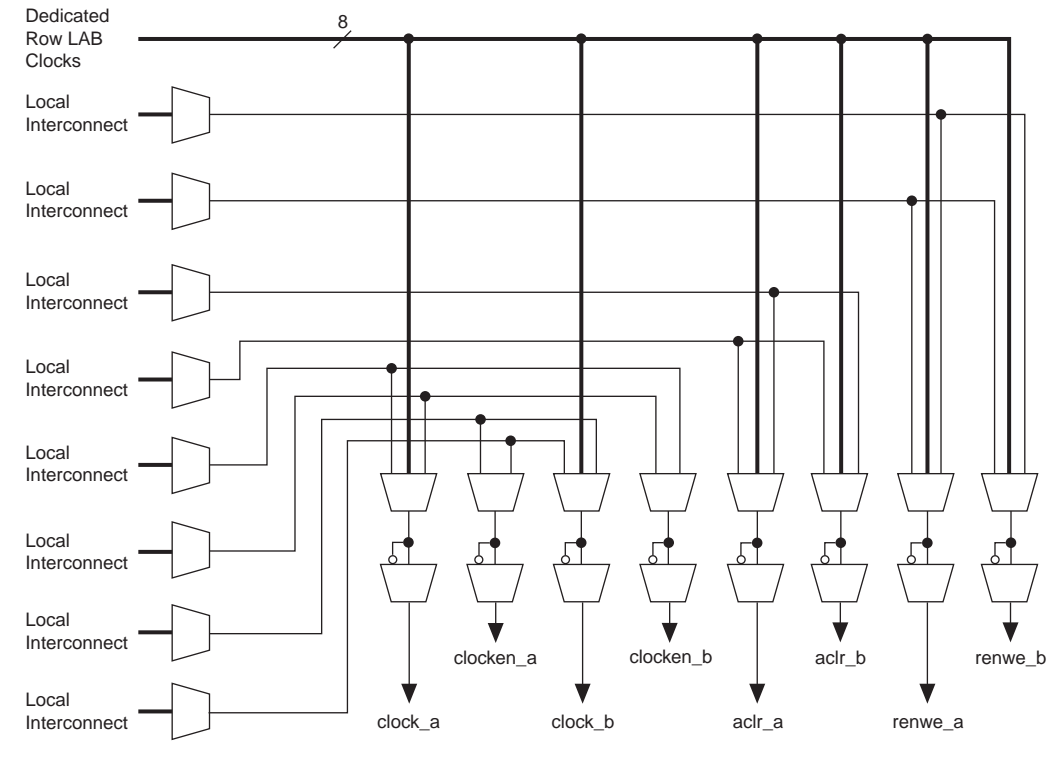 Dedicated
Row LAB
Clocks
8
Local
Interconnect
Local
Interconnect
Local
Interconnect
Local
Interconnect
Local
Interconnect
Local
Interconnect
Local
Interconnect
Local
Interconnect
clocken_a
clocken_b
aclr_b
renwe_b
clock_a
clock_b
aclr_a
renwe_a